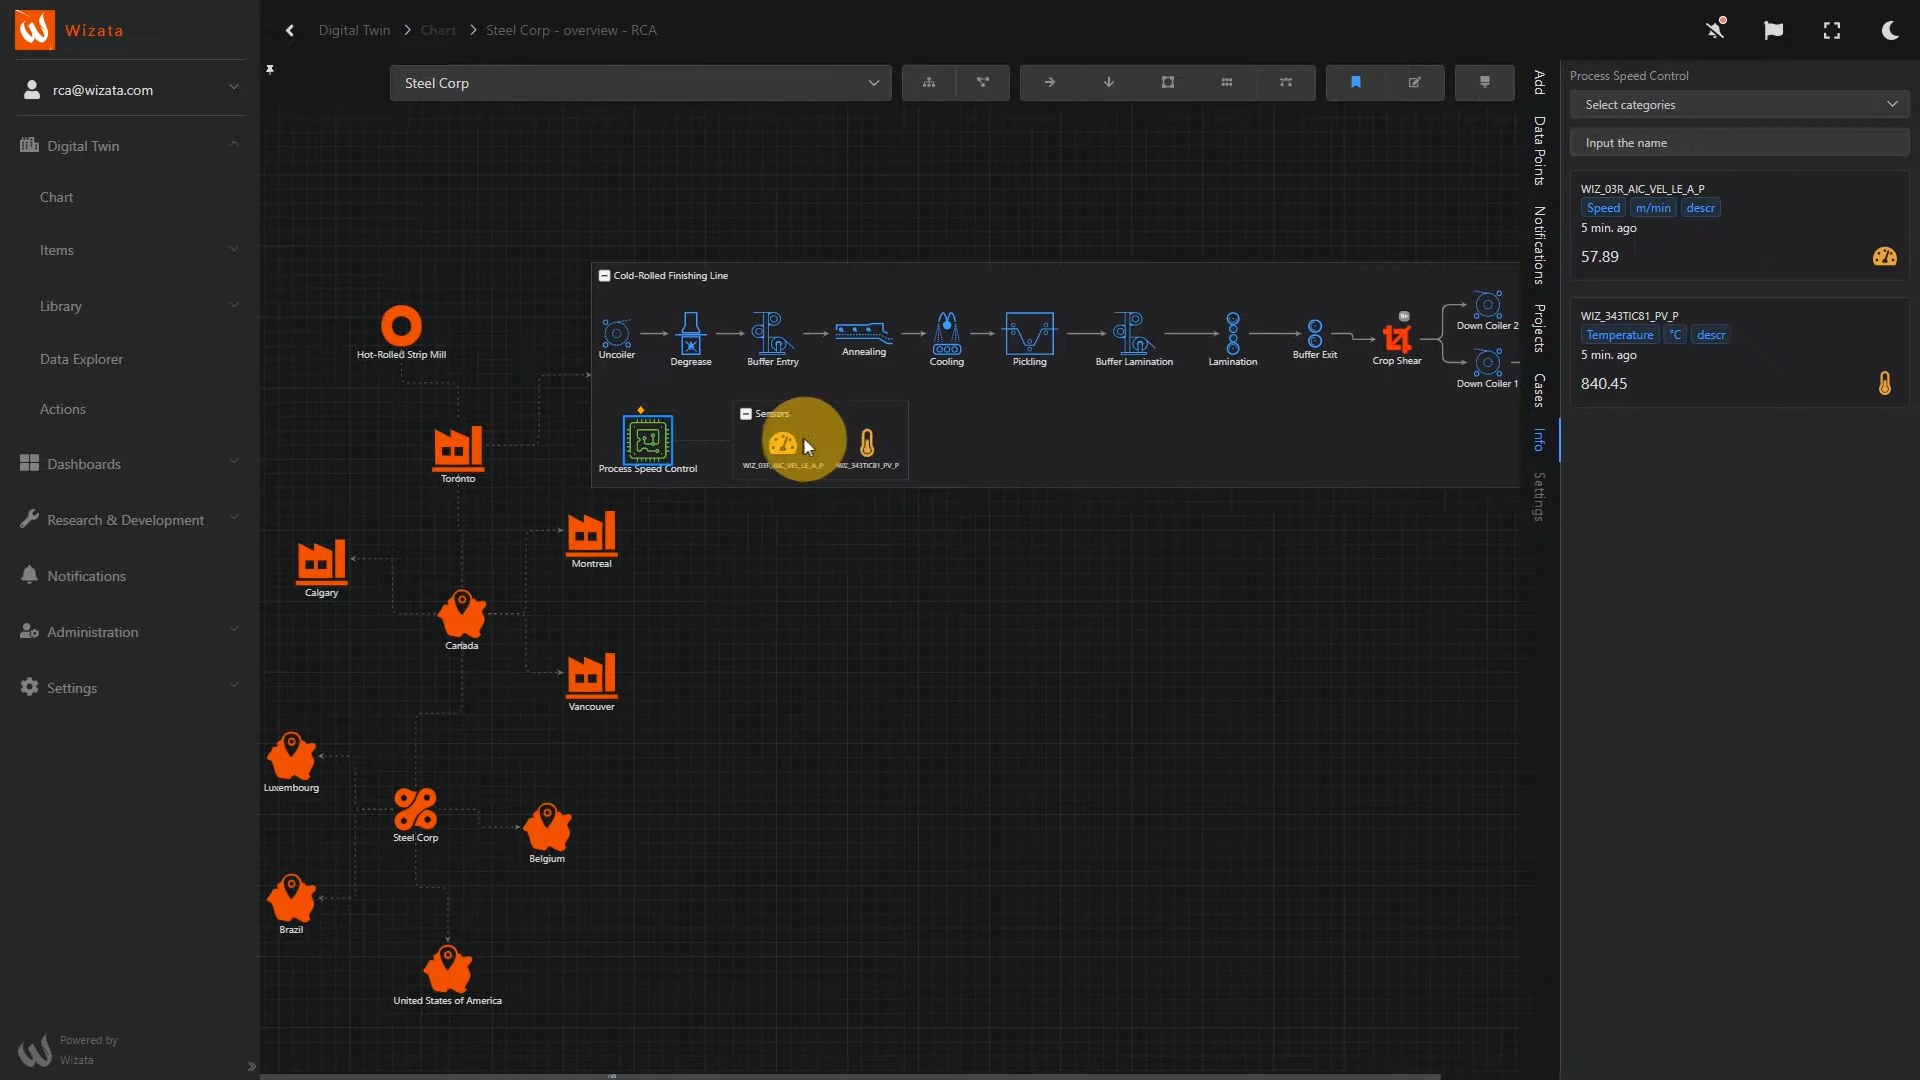 Wizata
Digital Twin > Chart > Steel Corp - overview - RCA
rca@wizata.com
Digital Twin
Chart
Items
Library
Data Explorer
Actions
Dashboards
Research & Development
Notifications
Administration
Settings
Powered by
Wizata
Steel Corp
Hot-Rolled Strip Mill
Cold-Rolled Finishing Line
Uncoiler
Degrease
Buffer Entry
Annealing
Cooling
Pickling
Buffer Lamination
Lamination
Buffer Exit
Crop Shear
Down Coiler 2
Down Coiler 1
Process Speed Control
Sensors
WIZ_03R_AIC_VEL_LE_A_P
WIZ_343TIC81_PV_P
Toronto
Montreal
Calgary
Canada
Vancouver
Luxembourg
Steel Corp
Belgium
Brazil
United States of America
Add
Data Points
Notifications
Projects
Cases
Info
Settings
Process Speed Control
Select categories
Input the name
WIZ_03R_AIC_VEL_LE_A_P
Speed m/min descr
5 min. ago
57.89
WIZ_343TIC81_PV_P
Temperature °C descr
5 min. ago
840.45